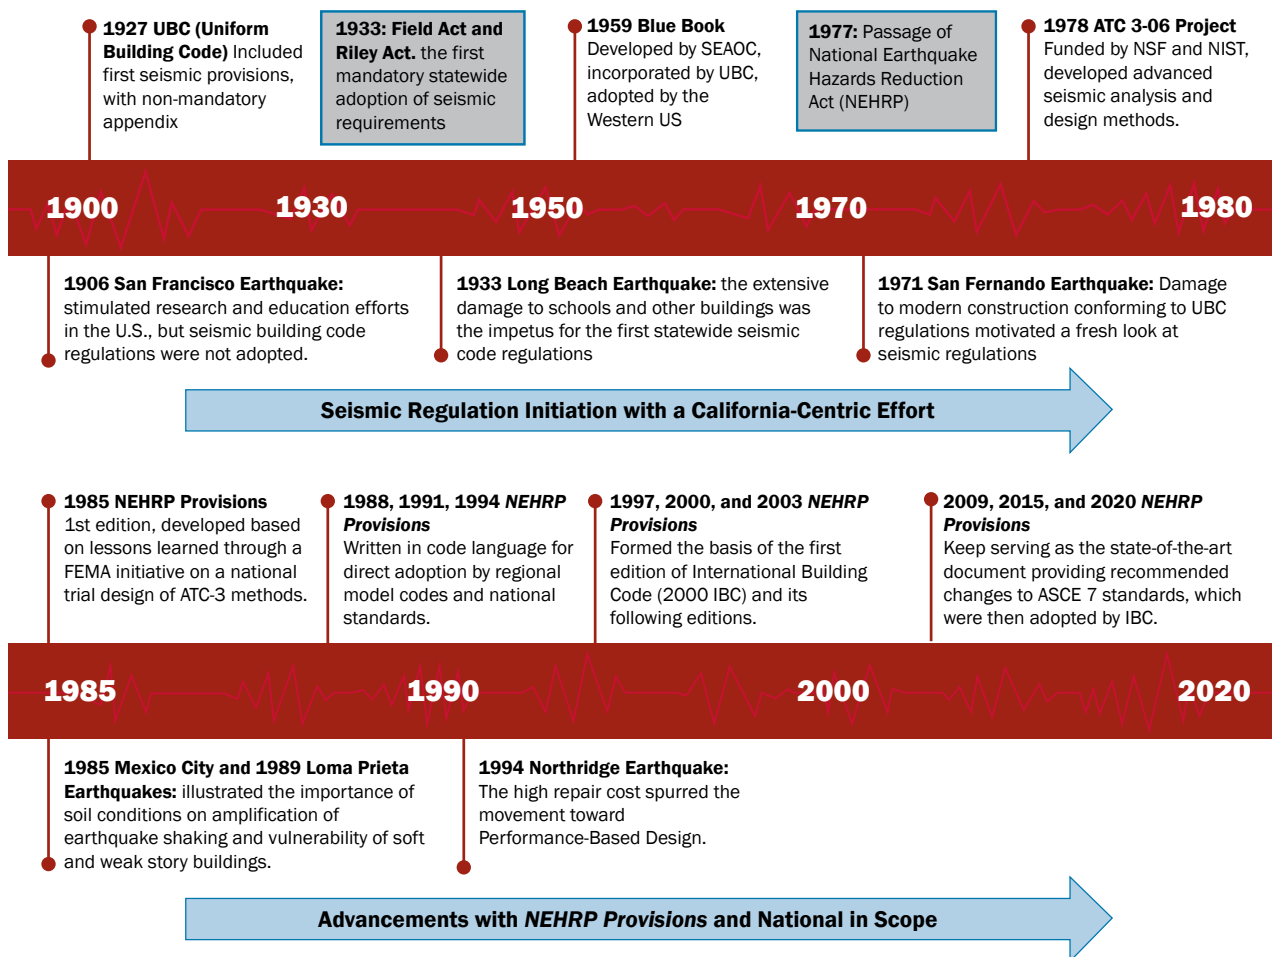 1927 UBC (Uniform
Building Code) Included
first seismic provisions,
with non-mandatory
appendix
1933: Field Act and
Riley Act. the first
mandatory statewide
adoption of seismic
requirements
1959 Blue Book
Developed by SEAOC,
incorporated by UBC,
adopted by the
Western US
1977: Passage of
National Earthquake
Hazards Reduction
Act (NEHRP)
1978 ATC 3-06 Project
Funded by NSF and NIST,
developed advanced
seismic analysis and
design methods.
1900
1930
1950
1970
1980
1906 San Francisco Earthquake:
stimulated research and education efforts
in the U.S., but seismic building code
regulations were not adopted.
1933 Long Beach Earthquake: the extensive
damage to schools and other buildings was
the impetus for the first statewide seismic
code regulations
1971 San Fernando Earthquake: Damage
to modern construction conforming to UBC
regulations motivated a fresh look at
seismic regulations
Seismic Regulation Initiation with a California-Centric Effort
1985 NEHRP Provisions
1st edition, developed based
on lessons learned through a
FEMA initiative on a national
trial design of ATC-3 methods.
1988, 1991, 1994 NEHRP
Provisions
Written in code language for
direct adoption by regional
model codes and national
standards.
1997, 2000, and 2003 NEHRP
Provisions
Formed the basis of the first
edition of International Building
Code (2000 IBC) and its
following editions.
2009, 2015, and 2020 NEHRP
Provisions
Keep serving as the state-of-the-art
document providing recommended
changes to ASCE 7 standards, which
were then adopted by IBC.
1985
1990
2000
2020
1985 Mexico City and 1989 Loma Prieta
Earthquakes: illustrated the importance of
soil conditions on amplification of
earthquake shaking and vulnerability of soft
and weak story buildings.
1994 Northridge Earthquake:
The high repair cost spurred the
movement toward
Performance-Based Design.
Advancements with NEHRP Provisions and National in Scope